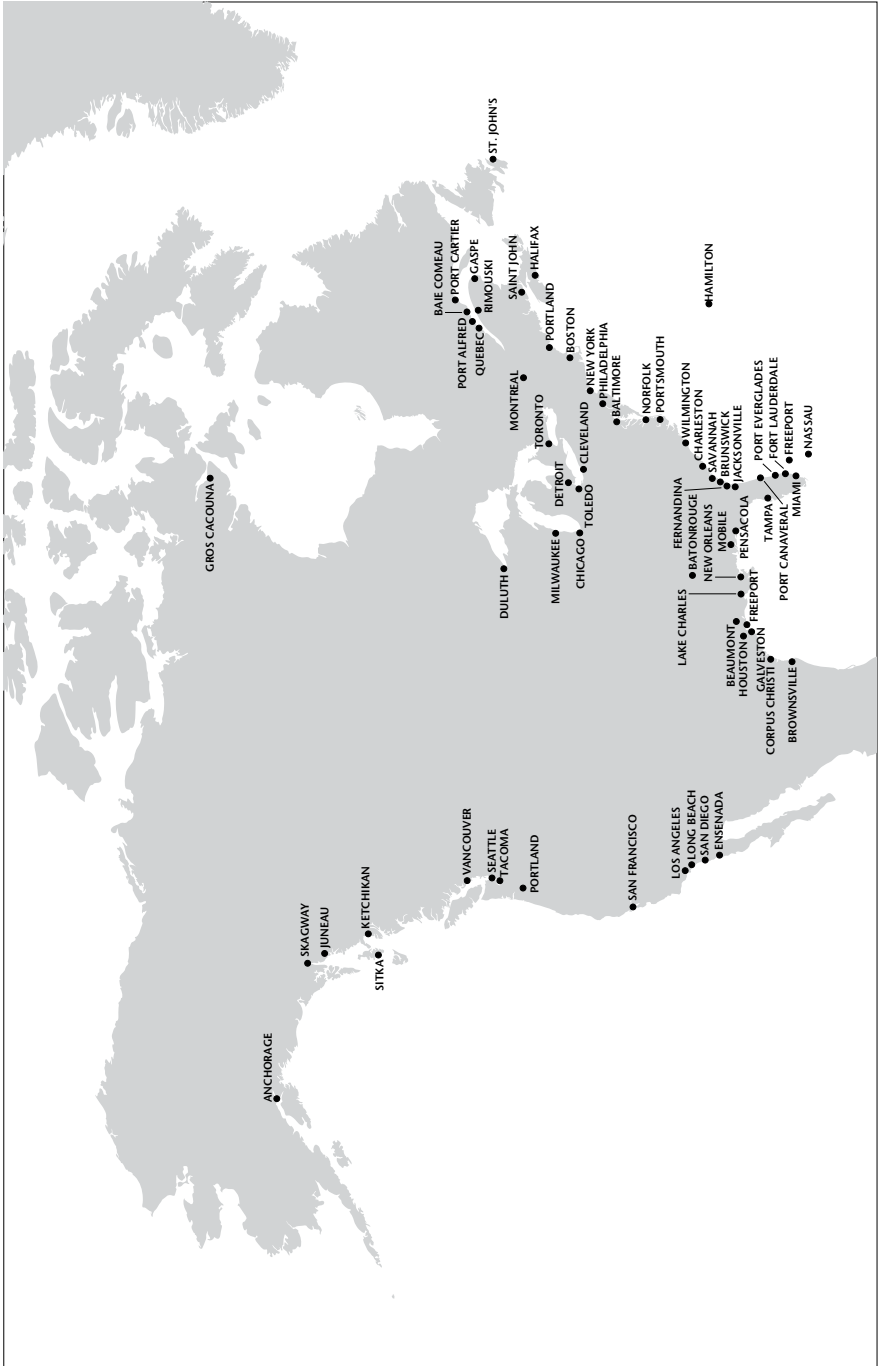 ANCHORAGE
SKAGWAY
JUNEAU
SITKA
KETCHIKAN
VANCOUVER
SEATTLE
TACOMA
PORTLAND
SAN FRANCISCO
LOS ANGELES
LONG BEACH
SAN DIEGO
ENSENADA
GROS CACOUNA
DULUTH
MILWAUKEE
CHICAGO
DETROIT
TOLEDO
CLEVELAND
TORONTO
MONTREAL
BAIE COMEAU
PORT CARTIER
PORT ALFRED
QUEBEC
GASPE
RIMOUSKI
ST. JOHN'S
SAINT JOHN
HALIFAX
PORTLAND
BOSTON
NEW YORK
PHILADELPHIA
BALTIMORE
NORFOLK
PORTSMOUTH
HAMILTON
WILMINGTON
CHARLESTON
SAVANNAH
BRUNSWICK
JACKSONVILLE
FERNANDINA
BATONROUGE
NEW ORLEANS
MOBILE
PENSACOLA
LAKE CHARLES
BEAUMONT
HOUSTON
FREEPORT
GALVESTON
CORPUS CHRISTI
BROWNSVILLE
TAMPA
PORT CANAVERAL
PORT EVERGLADES
FORT LAUDERDALE
FREEPORT
MIAMI
NASSAU